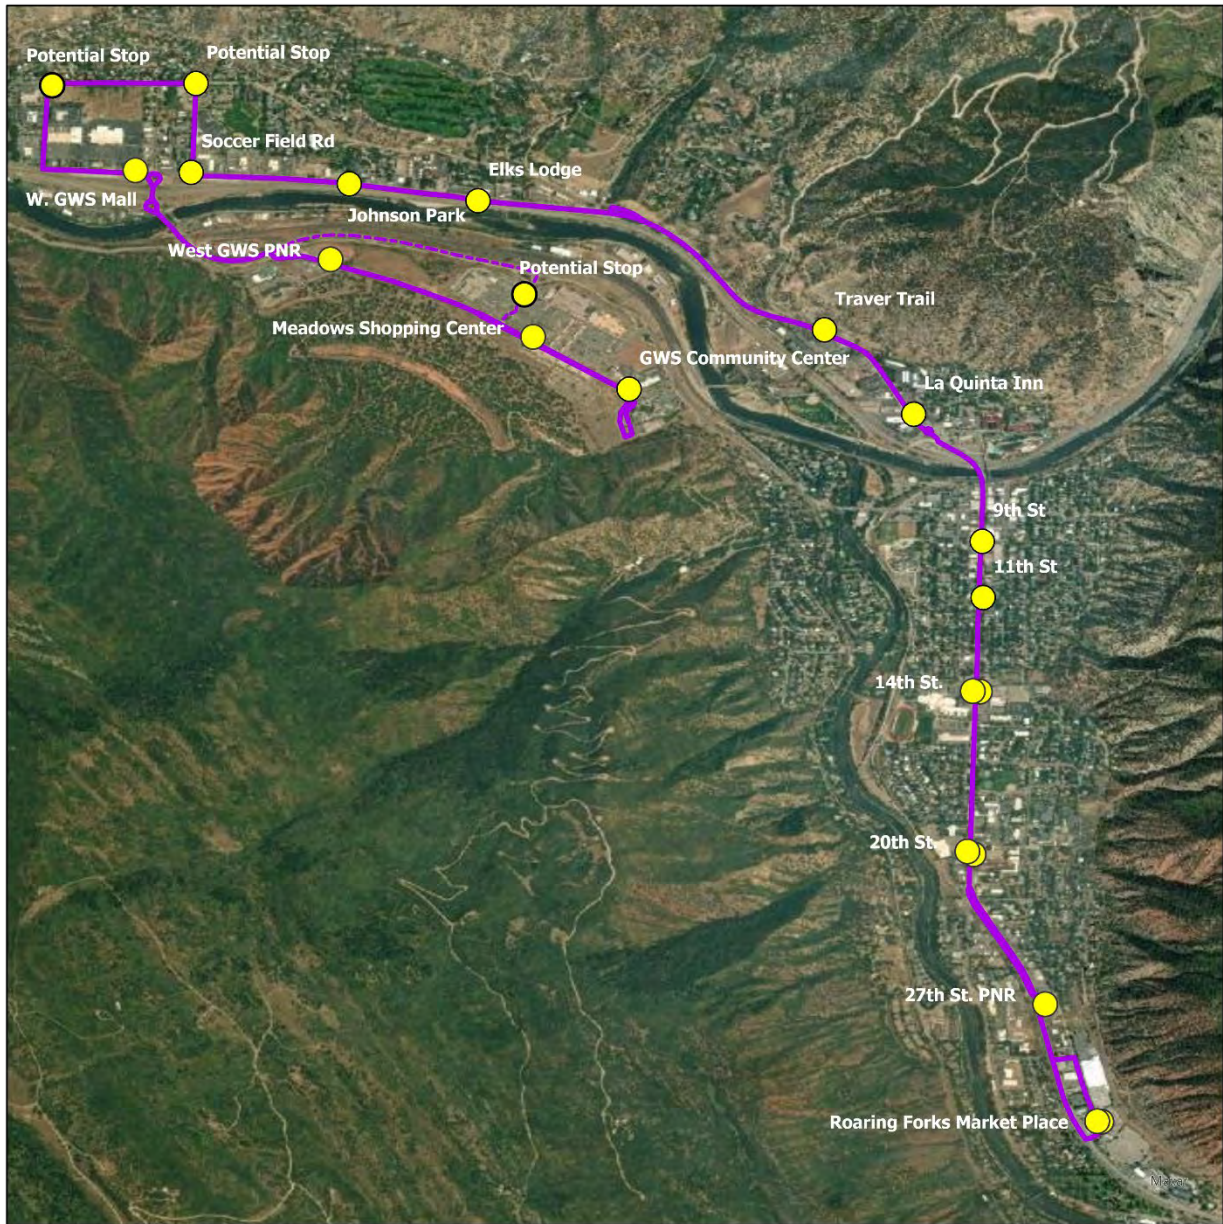 Potential Stop
Potential Stop
Soccer Field Rd
Elks Lodge
W. GWS Mall
Johnson Park
West GWS PNR
Potential Stop
Traver Trail
Meadows Shopping Center
GWS Community Center
La Quinta Inn
9th St
11th St
14th St.
20th St.
27th St. PNR
Roaring Forks Market Place
Maxar